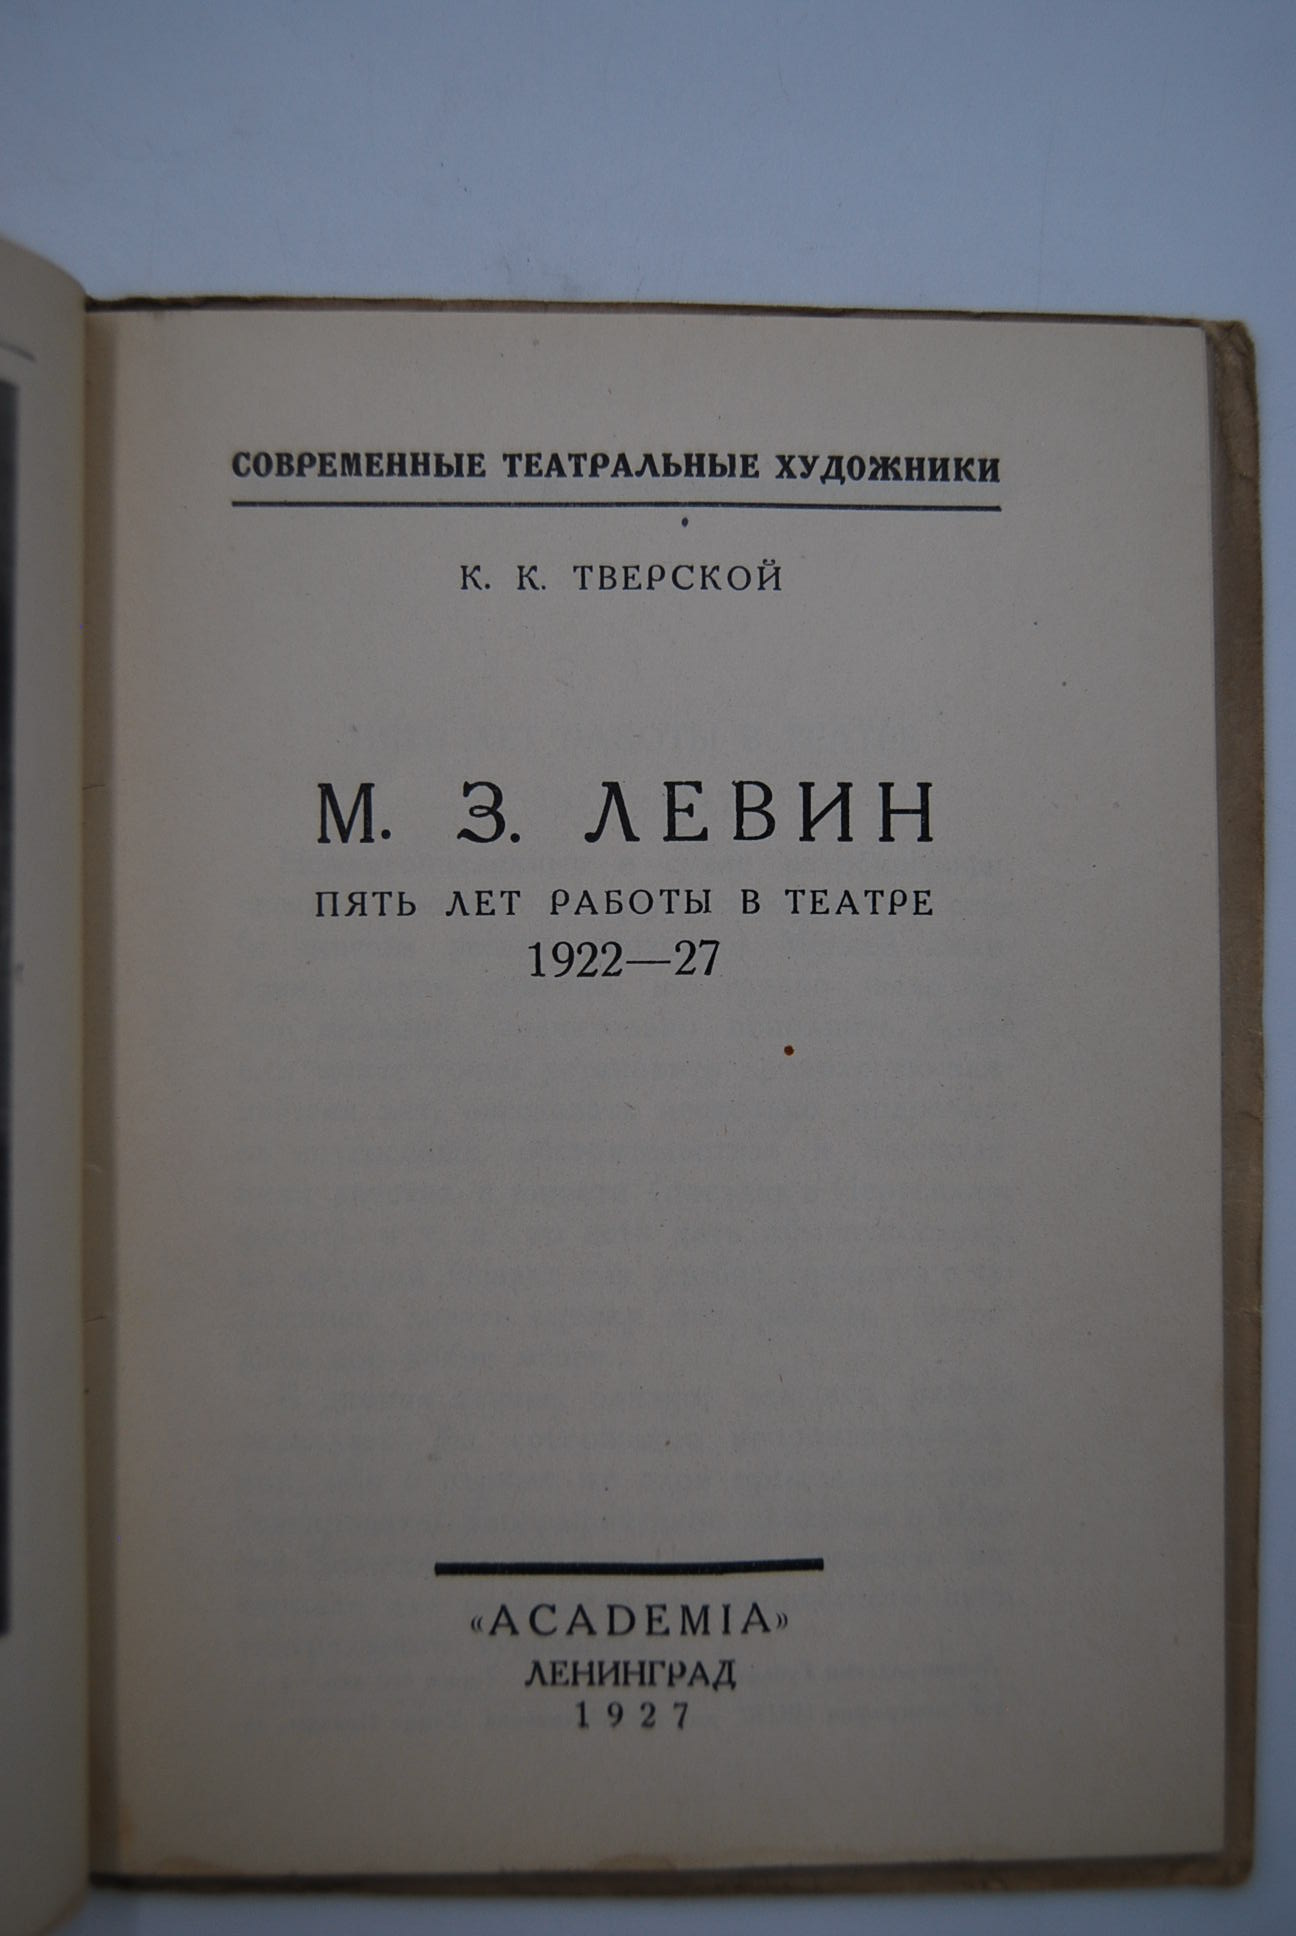 СОВРЕМЕННЫЕ ТЕАТРАЛЬНЫЕ ХУДОЖНИКИ
К. К. ТВЕРСКОЙ
М. З. ЛЕВИН
ПЯТЬ ЛЕТ РАБОТЫ В ТЕАТРЕ
1922—27
«ACADEMIA»
ЛЕНИНГРАД
1927